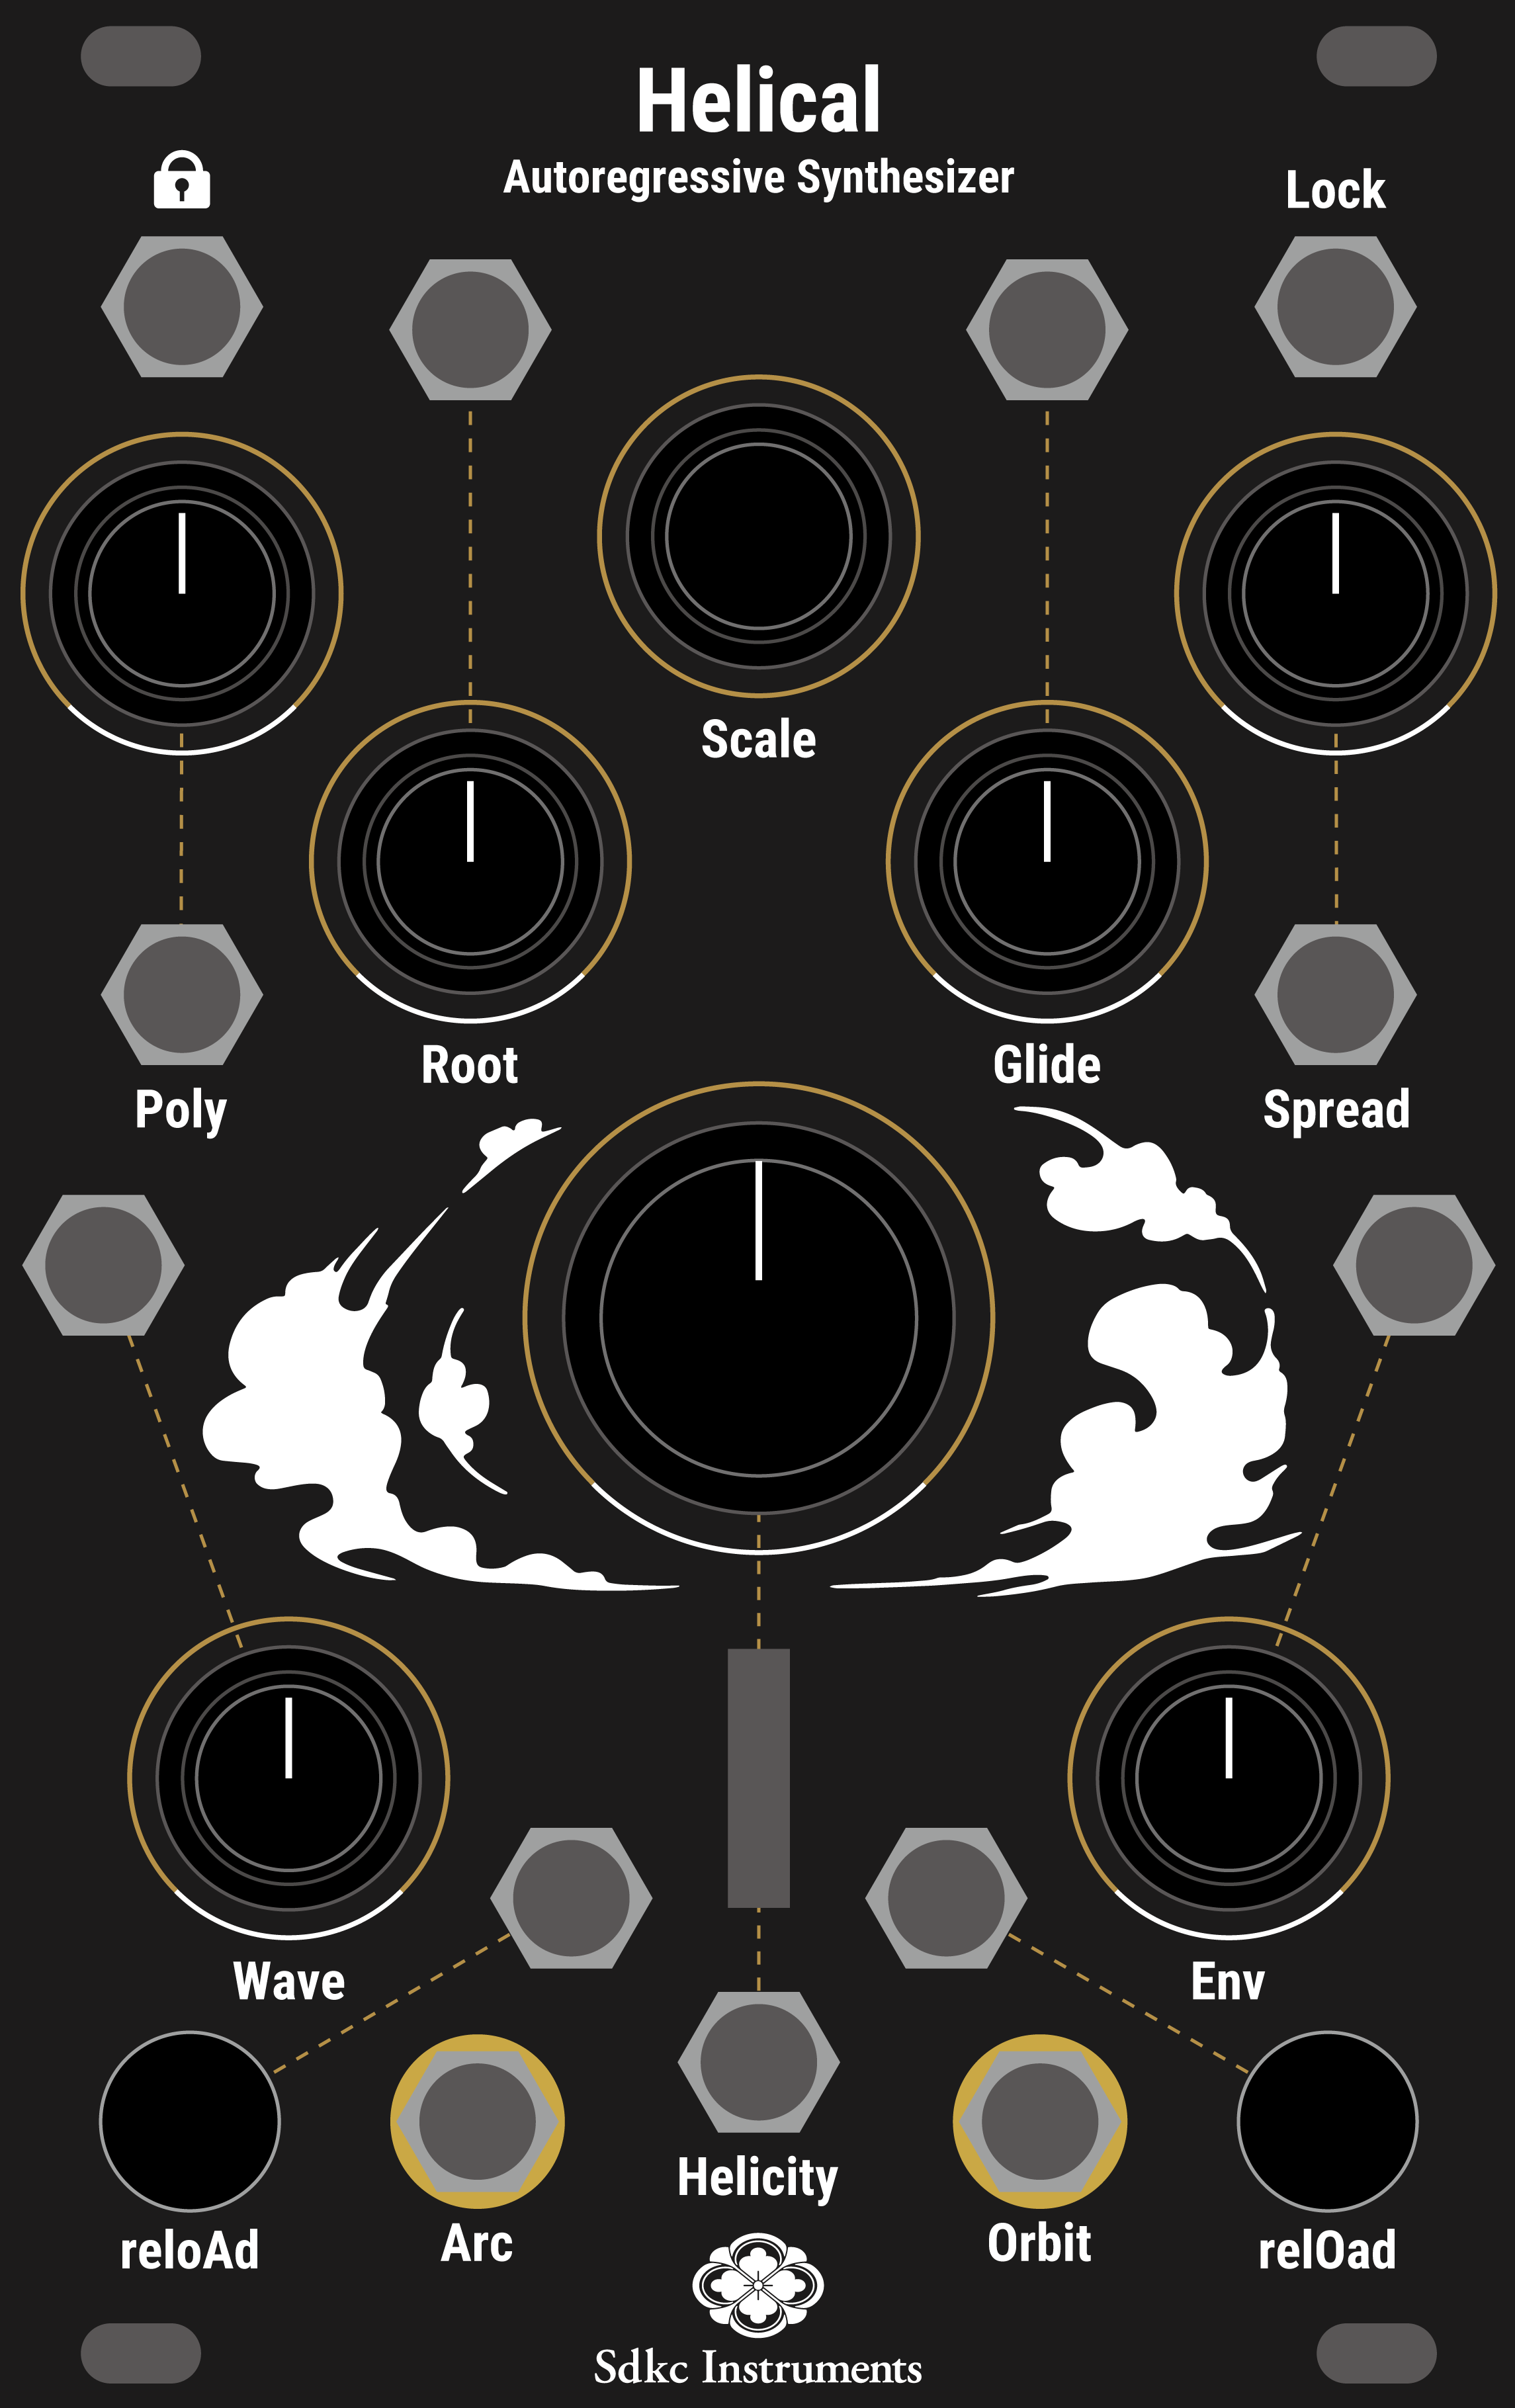 Helical
Autoregressive Synthesizer
Lock
Scale
Root
Glide
Poly
Spread
Wave
Env
Helicity
reloAd
Arc
Orbit
relOad
Sdkc Instruments